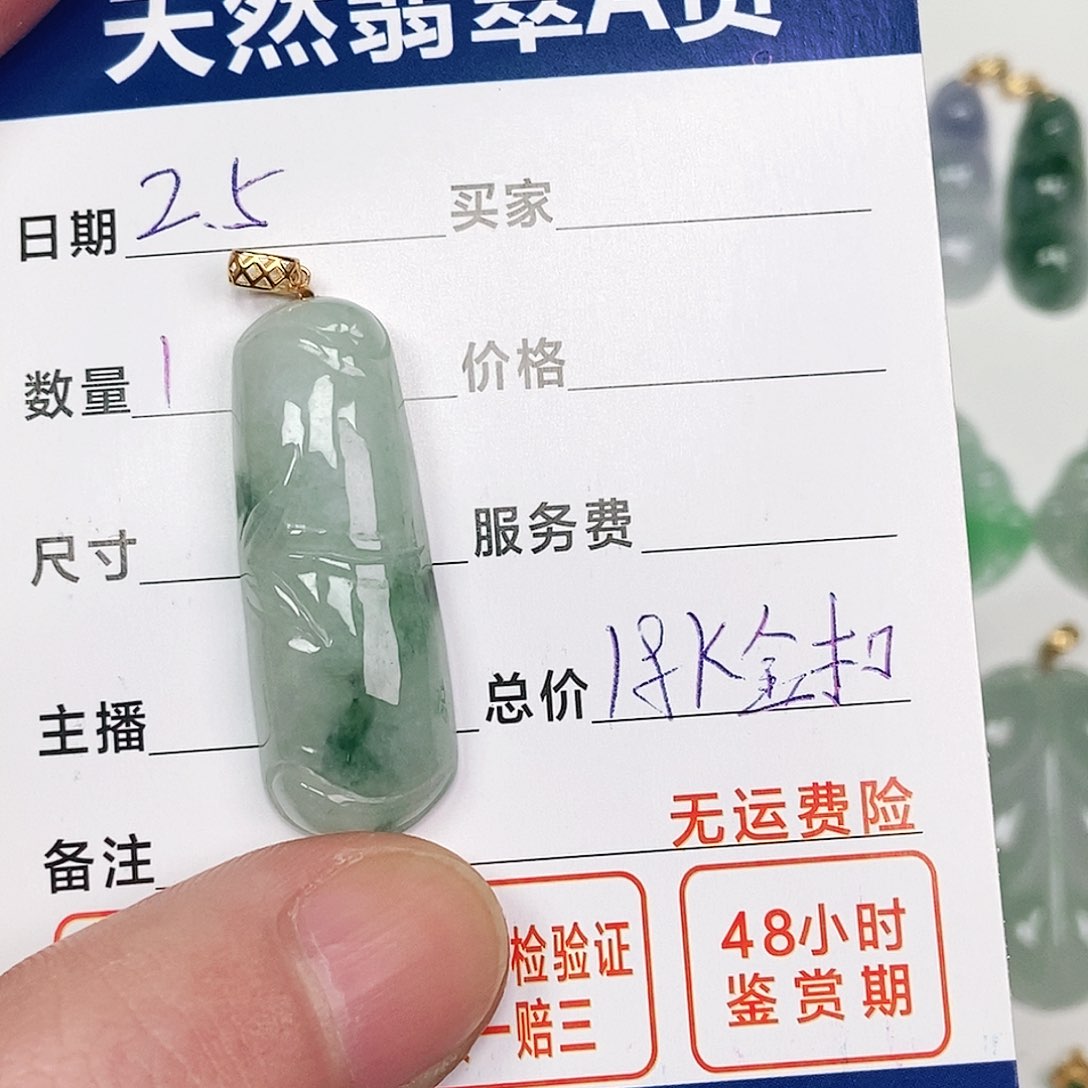 天然翡翠A货
日期 2.5 买家
数量 1 价格
尺寸 服务费
主播 总价 18K金扣
备注 无运费险
检验证 48小时
一赔三 鉴赏期